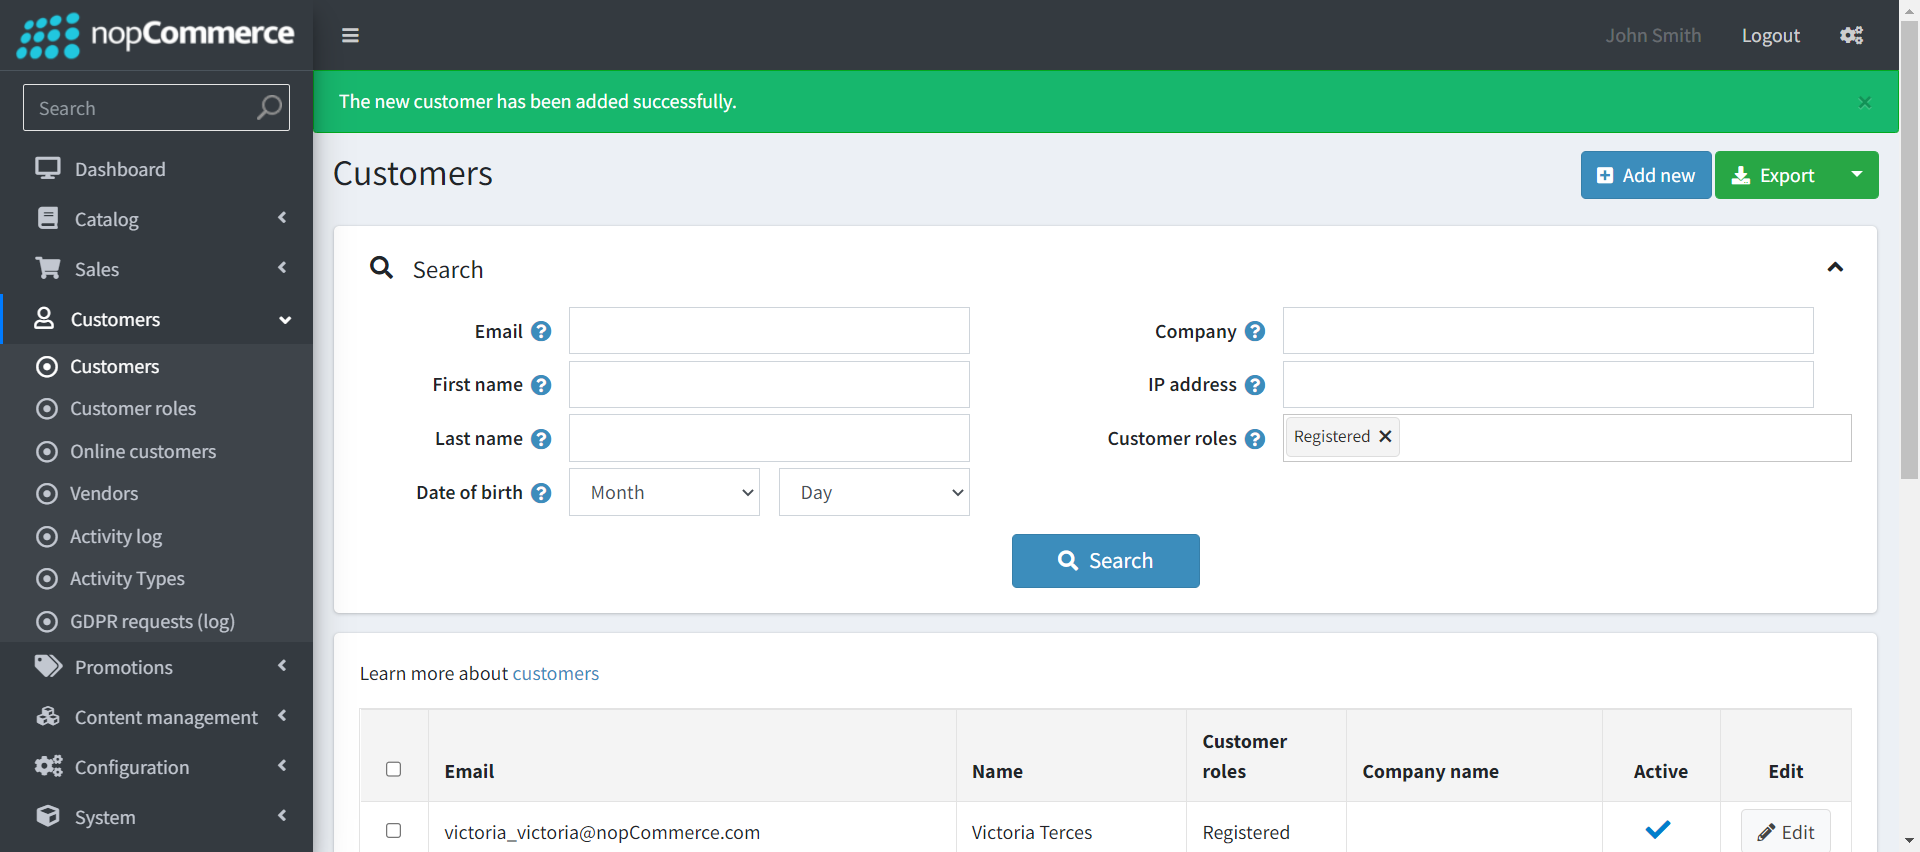 nopCommerce
John Smith
Logout
Search
The new customer has been added successfully.
×
Dashboard
Catalog
Sales
Customers
Customers
Customer roles
Online customers
Vendors
Activity log
Activity Types
GDPR requests (log)
Promotions
Content management
Configuration
System
Customers
Add new
Export
Search
Email ?
Company ?
First name ?
IP address ?
Last name ?
Customer roles ?
Registered ×
Date of birth ?
Month
Day
Search
Learn more about customers
Email
Name
Customer roles
Company name
Active
Edit
victoria_victoria@nopCommerce.com
Victoria Terces
Registered
Edit